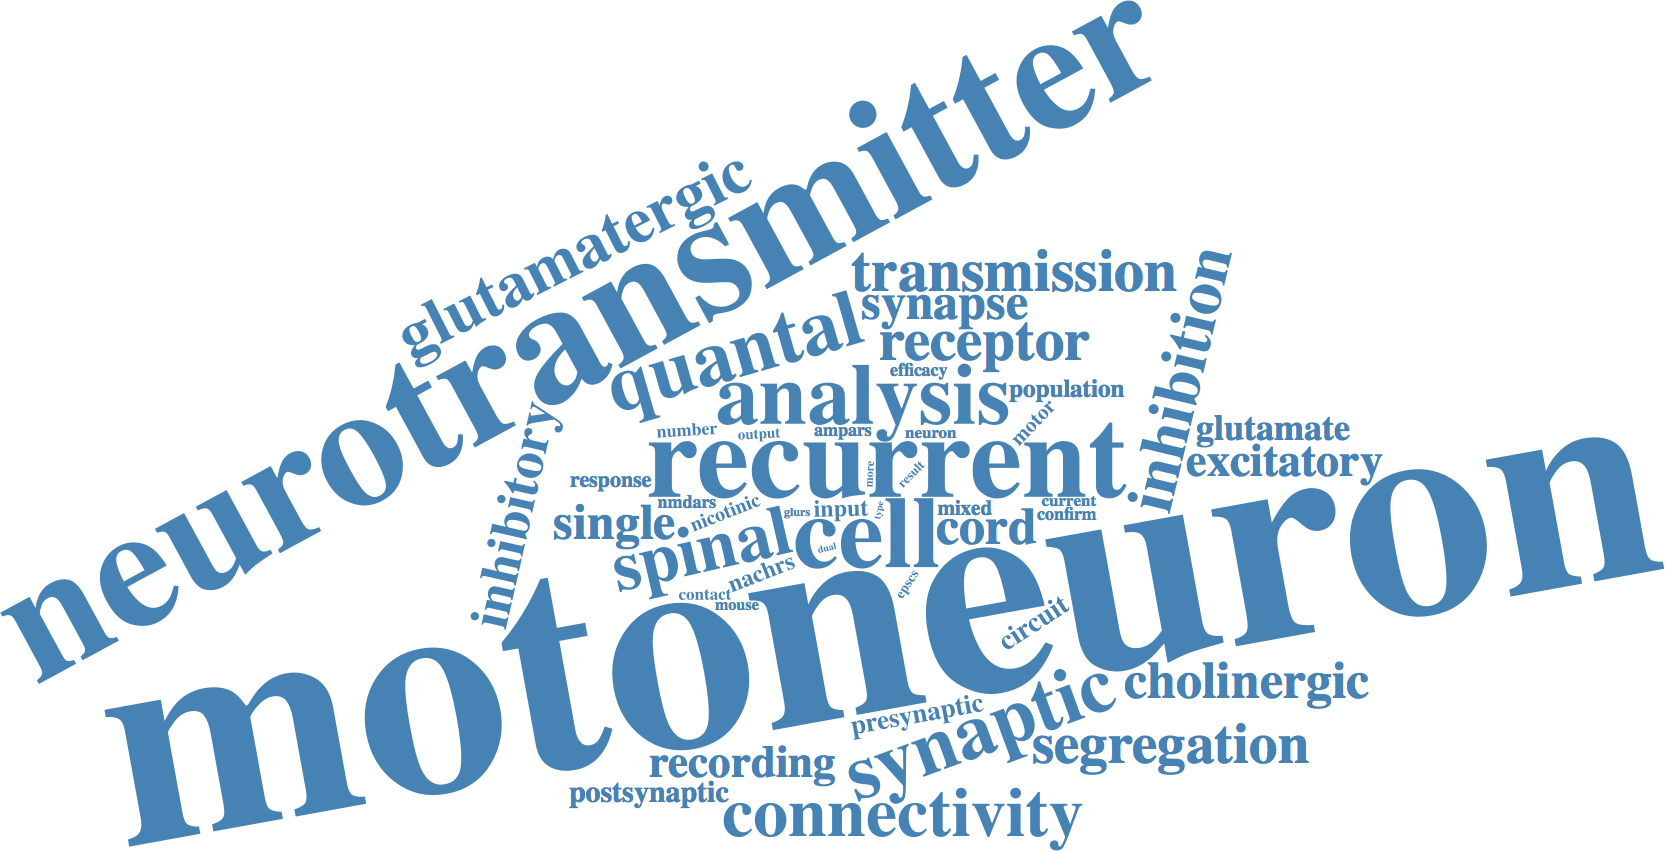 neurotransmitter
glutamatergic
transmission
synapse
quantal
receptor
efficacy
analysis
population
inhibition
motor
number
output
ampars
neuron
glutamate
recurrent
excitatory
inhibitory
response
more
result
nmdars
nicotinic
glurs
input
type
mixed
current
confirm
single
spinal
cell
cord
dual
nachrs
epscs
contact
mouse
motoneuron
circuit
cholinergic
presynaptic
synaptic
segregation
recording
postsynaptic
connectivity